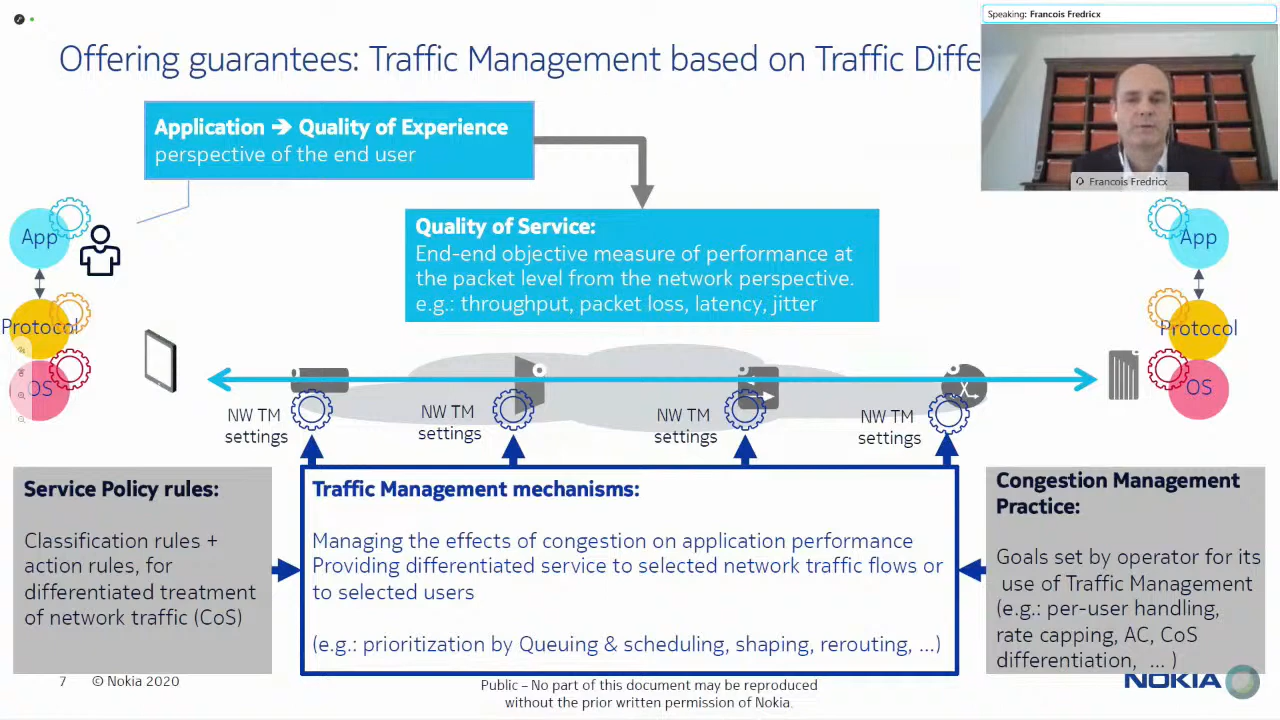 Speaking: Francois Fredricx
Offering guarantees: Traffic Management based on Traffic Diffe
Francois Fredricx
Application → Quality of Experience
perspective of the end user
Quality of Service:
End-end objective measure of performance at
the packet level from the network perspective.
e.g.: throughput, packet loss, latency, jitter
App
Protocol
OS
App
Protocol
OS
NW TM
settings
NW TM
settings
NW TM
settings
NW TM
settings
Service Policy rules:
Classification rules +
action rules, for
differentiated treatment
of network traffic (CoS)
Traffic Management mechanisms:
Managing the effects of congestion on application performance
Providing differentiated service to selected network traffic flows or
to selected users
(e.g.: prioritization by Queuing & scheduling, shaping, rerouting, ...)
Congestion Management
Practice:
Goals set by operator for its
use of Traffic Management
(e.g.: per-user handling,
rate capping, AC, CoS
differentiation, ... )
7 © Nokia 2020
Public – No part of this document may be reproduced
without the prior written permission of Nokia.
NOKIA